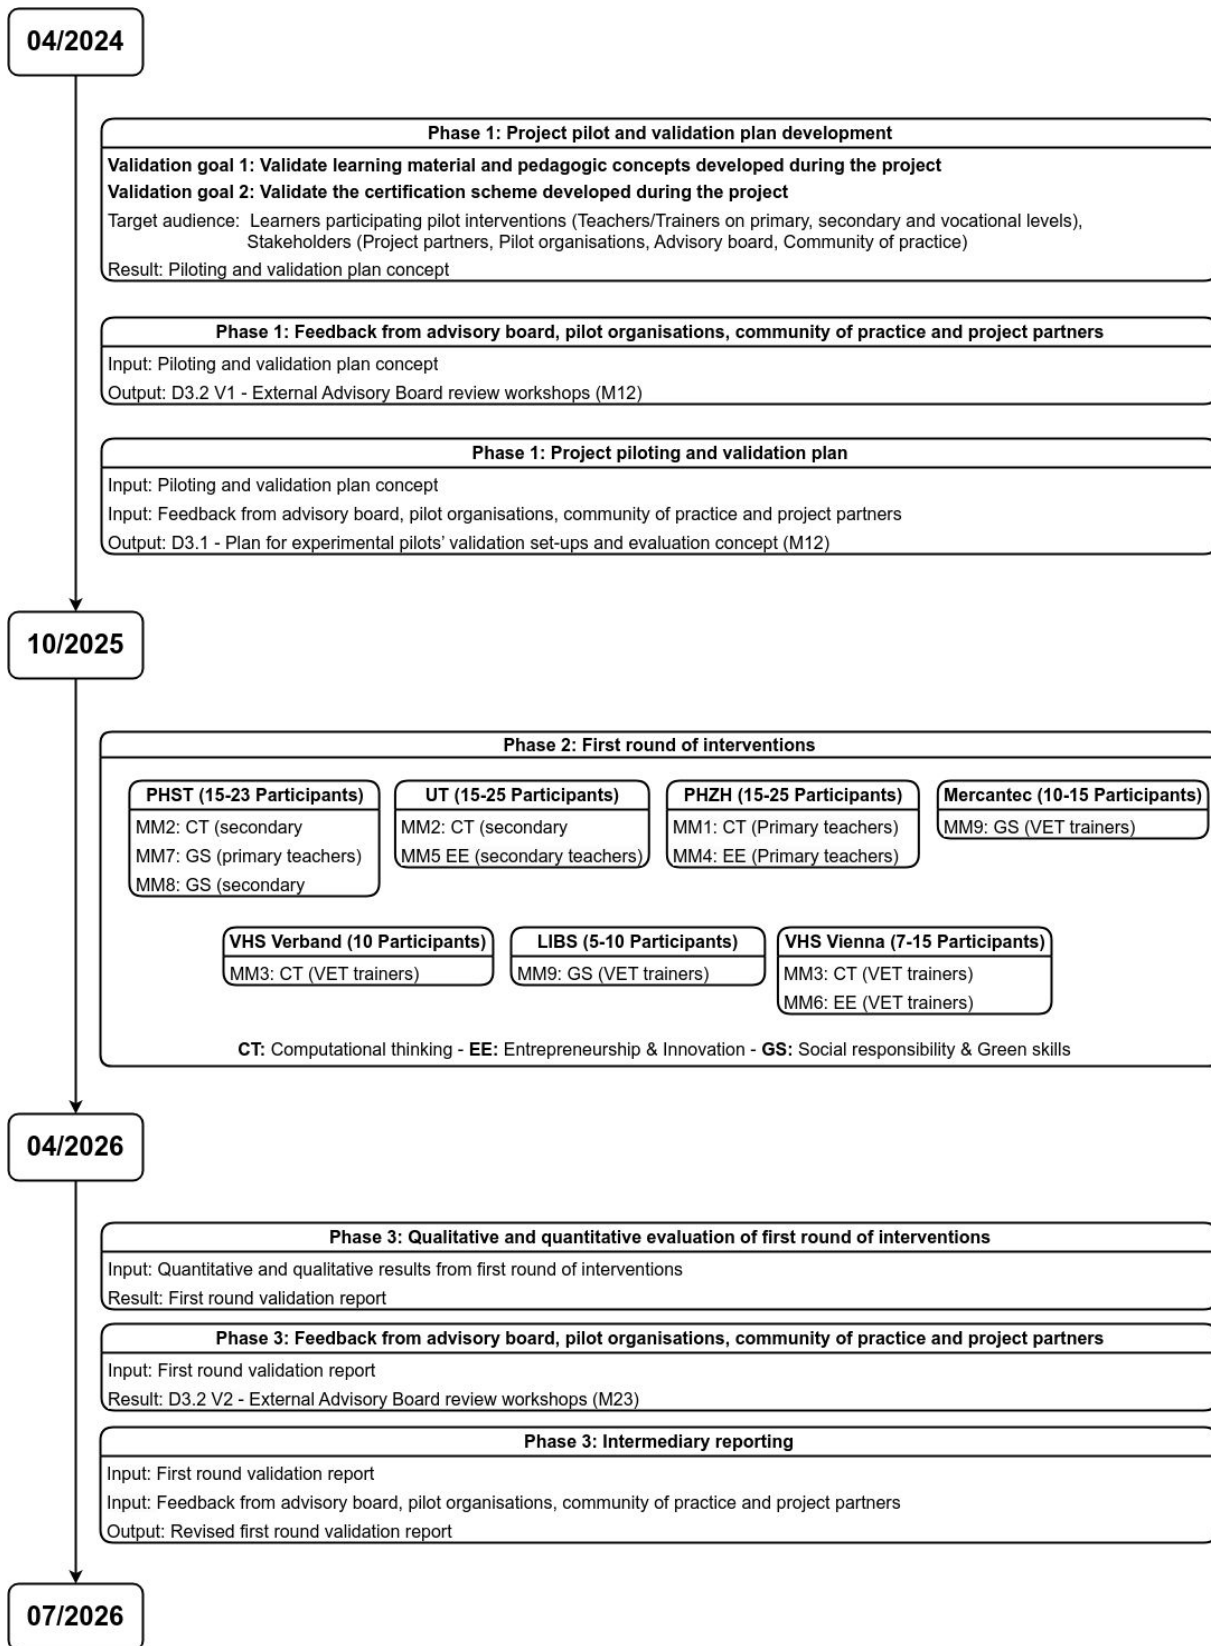 04/2024
Phase 1: Project pilot and validation plan development
Validation goal 1: Validate learning material and pedagogic concepts developed during the project
Validation goal 2: Validate the certification scheme developed during the project
Target audience: Learners participating pilot interventions (Teachers/Trainers on primary, secondary and vocational levels),
Stakeholders (Project partners, Pilot organisations, Advisory board, Community of practice)
Result: Piloting and validation plan concept
Phase 1: Feedback from advisory board, pilot organisations, community of practice and project partners
Input: Piloting and validation plan concept
Output: D3.2 V1 - External Advisory Board review workshops (M12)
Phase 1: Project piloting and validation plan
Input: Piloting and validation plan concept
Input: Feedback from advisory board, pilot organisations, community of practice and project partners
Output: D3.1 - Plan for experimental pilots’ validation set-ups and evaluation concept (M12)
10/2025
Phase 2: First round of interventions
PHST (15-23 Participants)
MM2: CT (secondary
MM7: GS (primary teachers)
MM8: GS (secondary
UT (15-25 Participants)
MM2: CT (secondary
MM5 EE (secondary teachers)
PHZH (15-25 Participants)
MM1: CT (Primary teachers)
MM4: EE (Primary teachers)
Mercantec (10-15 Participants)
MM9: GS (VET trainers)
VHS Verband (10 Participants)
MM3: CT (VET trainers)
LIBS (5-10 Participants)
MM9: GS (VET trainers)
VHS Vienna (7-15 Participants)
MM3: CT (VET trainers)
MM6: EE (VET trainers)
CT: Computational thinking - EE: Entrepreneurship & Innovation - GS: Social responsibility & Green skills
04/2026
Phase 3: Qualitative and quantitative evaluation of first round of interventions
Input: Quantitative and qualitative results from first round of interventions
Result: First round validation report
Phase 3: Feedback from advisory board, pilot organisations, community of practice and project partners
Input: First round validation report
Result: D3.2 V2 - External Advisory Board review workshops (M23)
Phase 3: Intermediary reporting
Input: First round validation report
Input: Feedback from advisory board, pilot organisations, community of practice and project partners
Output: Revised first round validation report
07/2026